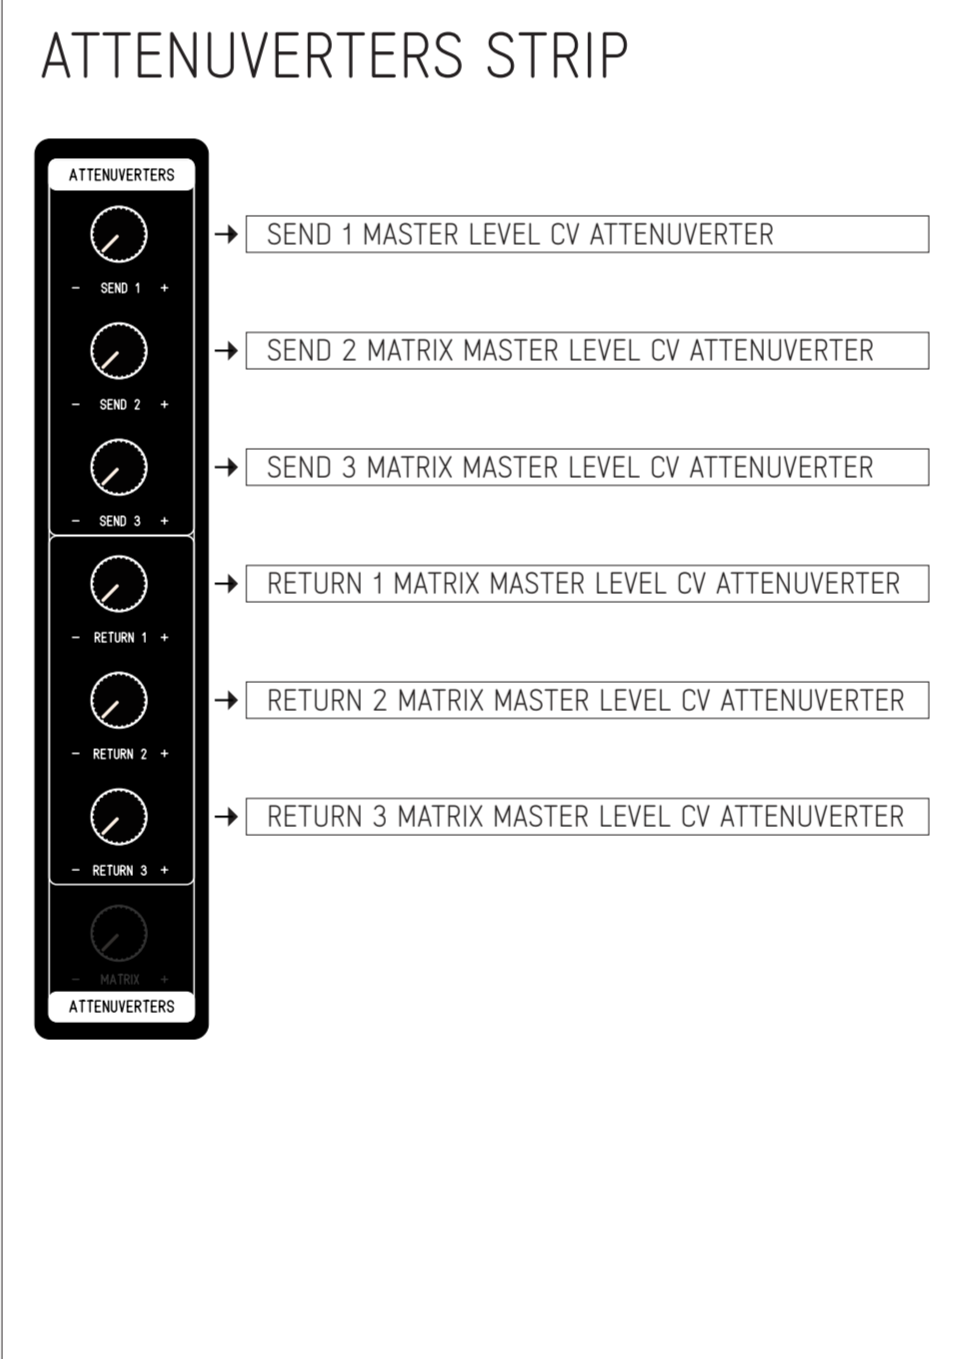 ATTENUVERTERS STRIP
ATTENUVERTERS
SEND 1 MASTER LEVEL CV ATTENUVERTER
- SEND 1 +
SEND 2 MATRIX MASTER LEVEL CV ATTENUVERTER
- SEND 2 +
SEND 3 MATRIX MASTER LEVEL CV ATTENUVERTER
- SEND 3 +
RETURN 1 MATRIX MASTER LEVEL CV ATTENUVERTER
- RETURN 1 +
RETURN 2 MATRIX MASTER LEVEL CV ATTENUVERTER
- RETURN 2 +
RETURN 3 MATRIX MASTER LEVEL CV ATTENUVERTER
- RETURN 3 +
- MATRIX +
ATTENUVERTERS